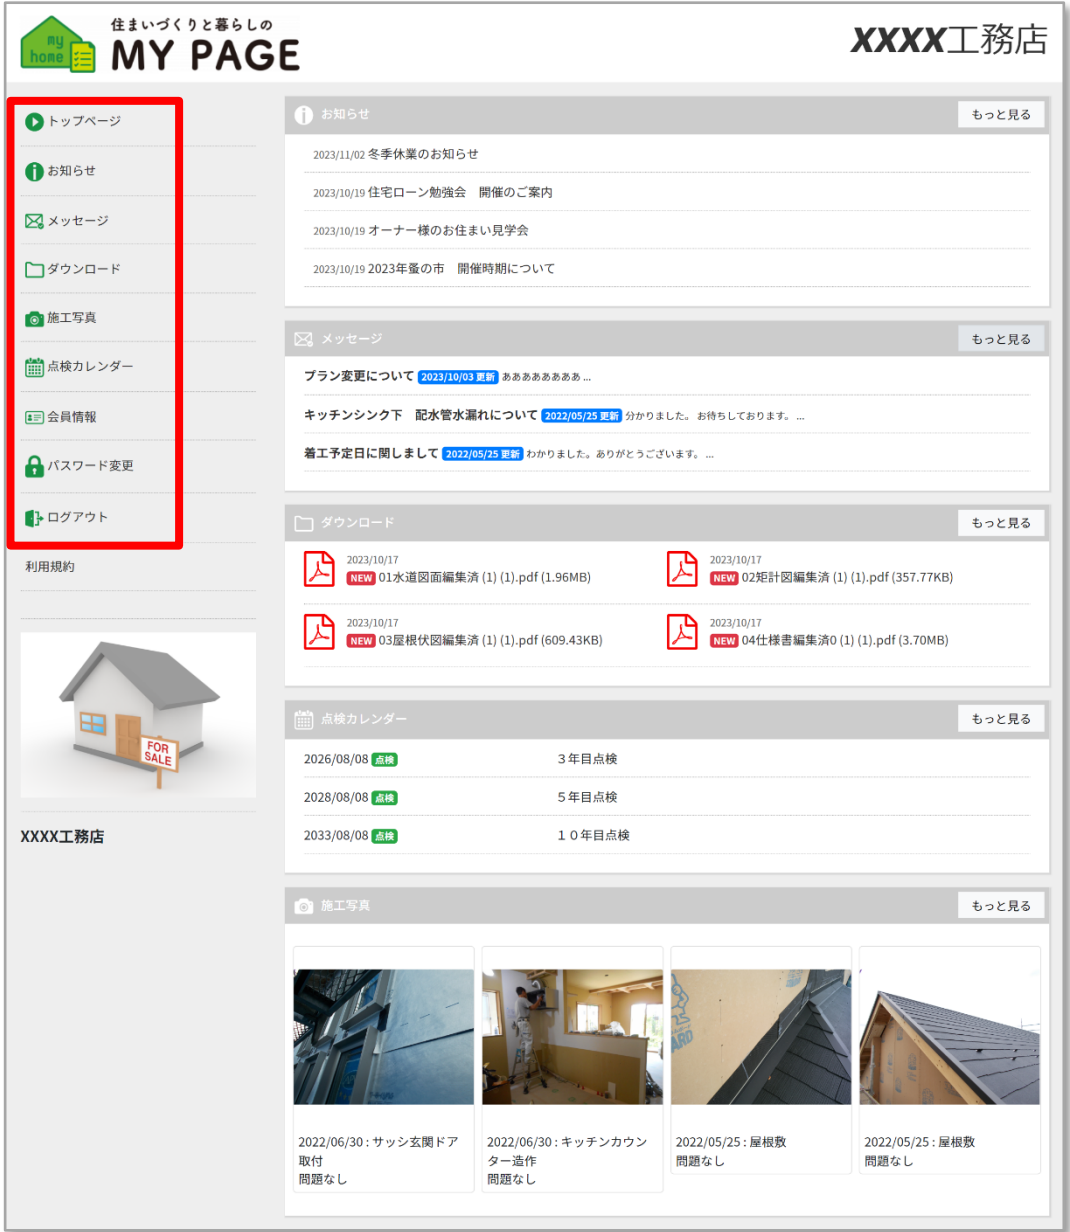 my
home
住まいづくりと暮らしの
MY PAGE
XXXX工務店
トップページ
お知らせ
メッセージ
ダウンロード
施工写真
点検カレンダー
会員情報
パスワード変更
ログアウト
利用規約
FOR
SALE
XXXX工務店
お知らせ
もっと見る
2023/11/02 冬季休業のお知らせ
2023/10/19 住宅ローン勉強会　開催のご案内
2023/10/19 オーナー様のお住まい見学会
2023/10/19 2023年蚤の市　開催時期について
メッセージ
もっと見る
プラン変更について 2023/10/03 更新 ああああああああ ...
キッチンシンク下　配水管水漏れについて 2022/05/25 更新 分かりました。 お待ちしております。 ...
着工予定日に関しまして 2022/05/25 更新 わかりました。ありがとうございます。 ...
ダウンロード
もっと見る
2023/10/17
NEW 01水道図面編集済 (1) (1).pdf (1.96MB)
2023/10/17
NEW 02矩計図編集済 (1) (1).pdf (357.77KB)
2023/10/17
NEW 03屋根伏図編集済 (1) (1).pdf (609.43KB)
2023/10/17
NEW 04仕様書編集済0 (1) (1).pdf (3.70MB)
点検カレンダー
もっと見る
2026/08/08 点検 ３年目点検
2028/08/08 点検 ５年目点検
2033/08/08 点検 １０年目点検
施工写真
もっと見る
2022/06/30 : サッシ玄関ドア
取付
問題なし
2022/06/30 : キッチンカウン
ター造作
問題なし
ARD
2022/05/25 : 屋根敷
問題なし
2022/05/25 : 屋根敷
問題なし